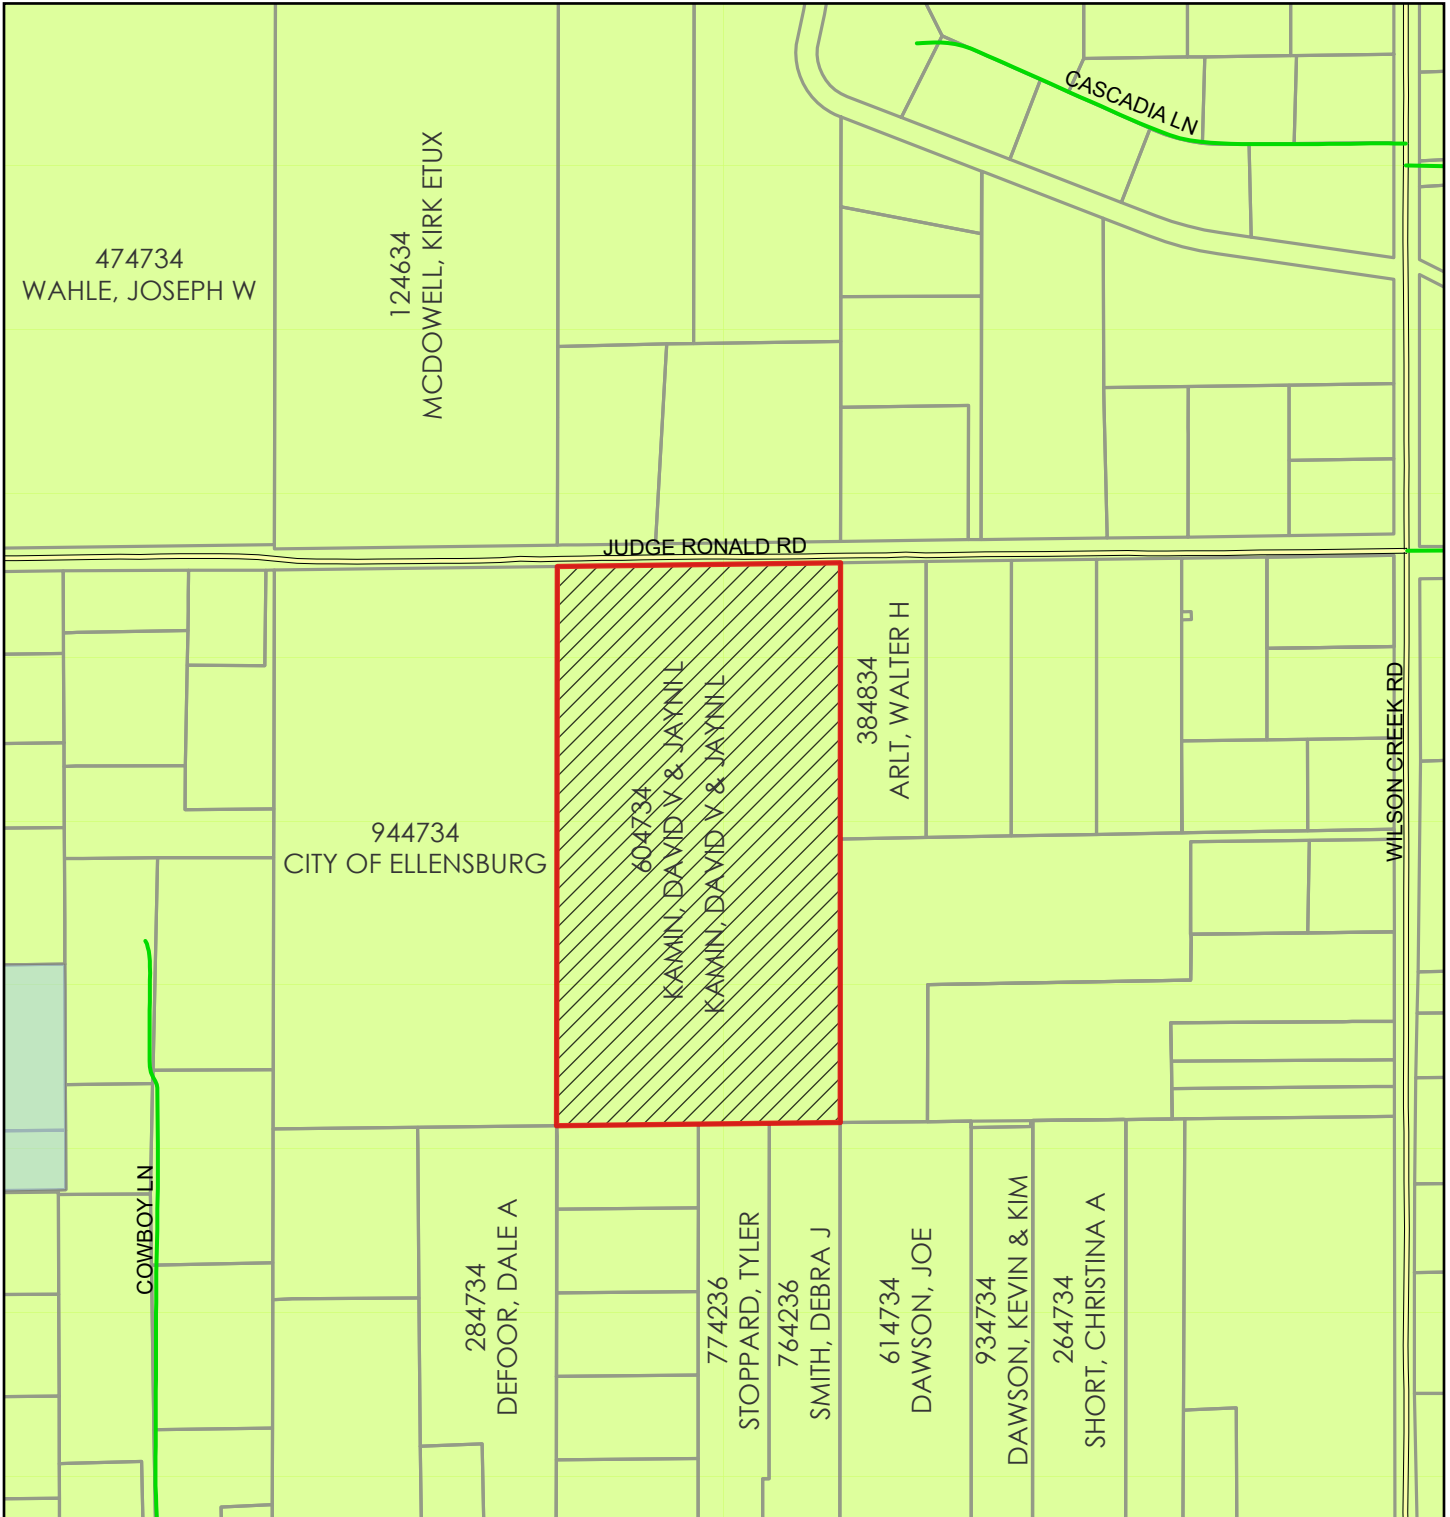 CASCADIA LN
474734
WAHLE, JOSEPH W
124634
MCDOWELL, KIRK ETUX
JUDGE RONALD RD
384834
ARLT, WALTER H
WILSON CREEK RD
944734
CITY OF ELLENSBURG
604734
KAMIN, DAVID V & JAYNI L
KAMIN, DAVID V & JAYNI L
COWBOY LN
284734
DEFOOR, DALE A
774236
STOPPARD, TYLER
764236
SMITH, DEBRA J
614734
DAWSON, JOE
934734
DAWSON, KEVIN & KIM
264734
SHORT, CHRISTINA A